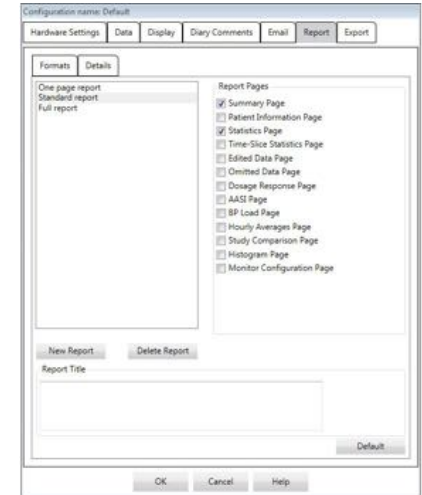 Configuration name: Default
Hardware Settings Data Display Diary Comments Email Report Export
Formats Details
One page report
Standard report
Full report
Report Pages
Summary Page
Patient Information Page
Statistics Page
Time-Slice Statistics Page
Edited Data Page
Omitted Data Page
Dosage Response Page
AASI Page
BP Load Page
Hourly Averages Page
Study Comparison Page
Histogram Page
Monitor Configuration Page
New Report Delete Report
Report Title
Default
OK Cancel Help